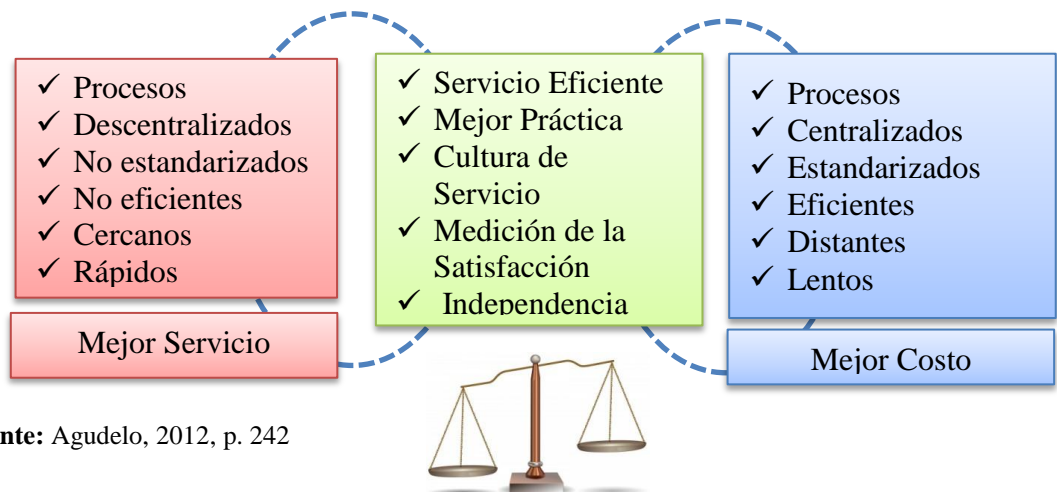 ✓ Procesos
✓ Descentralizados
✓ No estandarizados
✓ No eficientes
✓ Cercanos
✓ Rápidos
Mejor Servicio
✓ Servicio Eficiente
✓ Mejor Práctica
✓ Cultura de
Servicio
✓ Medición de la
Satisfacción
✓ Independencia
✓ Procesos
✓ Centralizados
✓ Estandarizados
✓ Eficientes
✓ Distantes
✓ Lentos
Mejor Costo
nte: Agudelo, 2012, p. 242